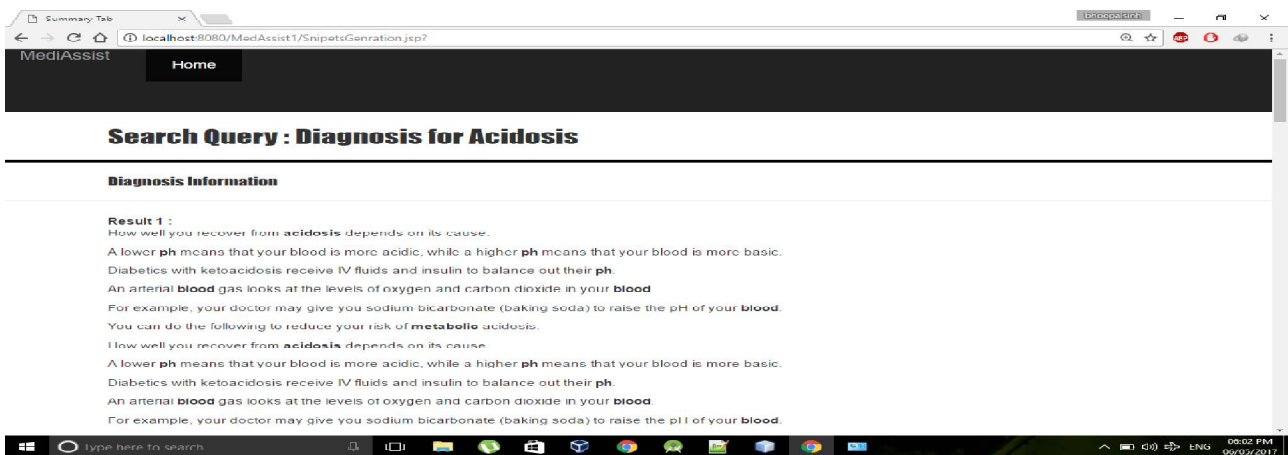 Summary Tab
bhoopalsinh
localhost:8080/MedAssist1/SnipetsGenration.jsp?
ABP
MediAssist
Home
Search Query : Diagnosis for Acidosis
Diagnosis Information
Result 1 :
How well you recover from acidosis depends on its cause.
A lower ph means that your blood is more acidic, while a higher ph means that your blood is more basic.
Diabetics with ketoacidosis receive IV fluids and insulin to balance out their ph.
An arterial blood gas looks at the levels of oxygen and carbon dioxide in your blood
For example, your doctor may give you sodium bicarbonate (baking soda) to raise the pH of your blood.
You can do the following to reduce your risk of metabolic acidosis.
How well you recover from acidosis depends on its cause
A lower ph means that your blood is more acidic, while a higher ph means that your blood is more basic.
Diabetics with ketoacidosis receive IV fluids and insulin to balance out their ph.
An arterial blood gas looks at the levels of oxygen and carbon dioxide in your blood.
For example, your doctor may give you sodium bicarbonate (baking soda) to raise the pH of your blood.
Type here to search
ENG
06:02 PM
06/05/2017